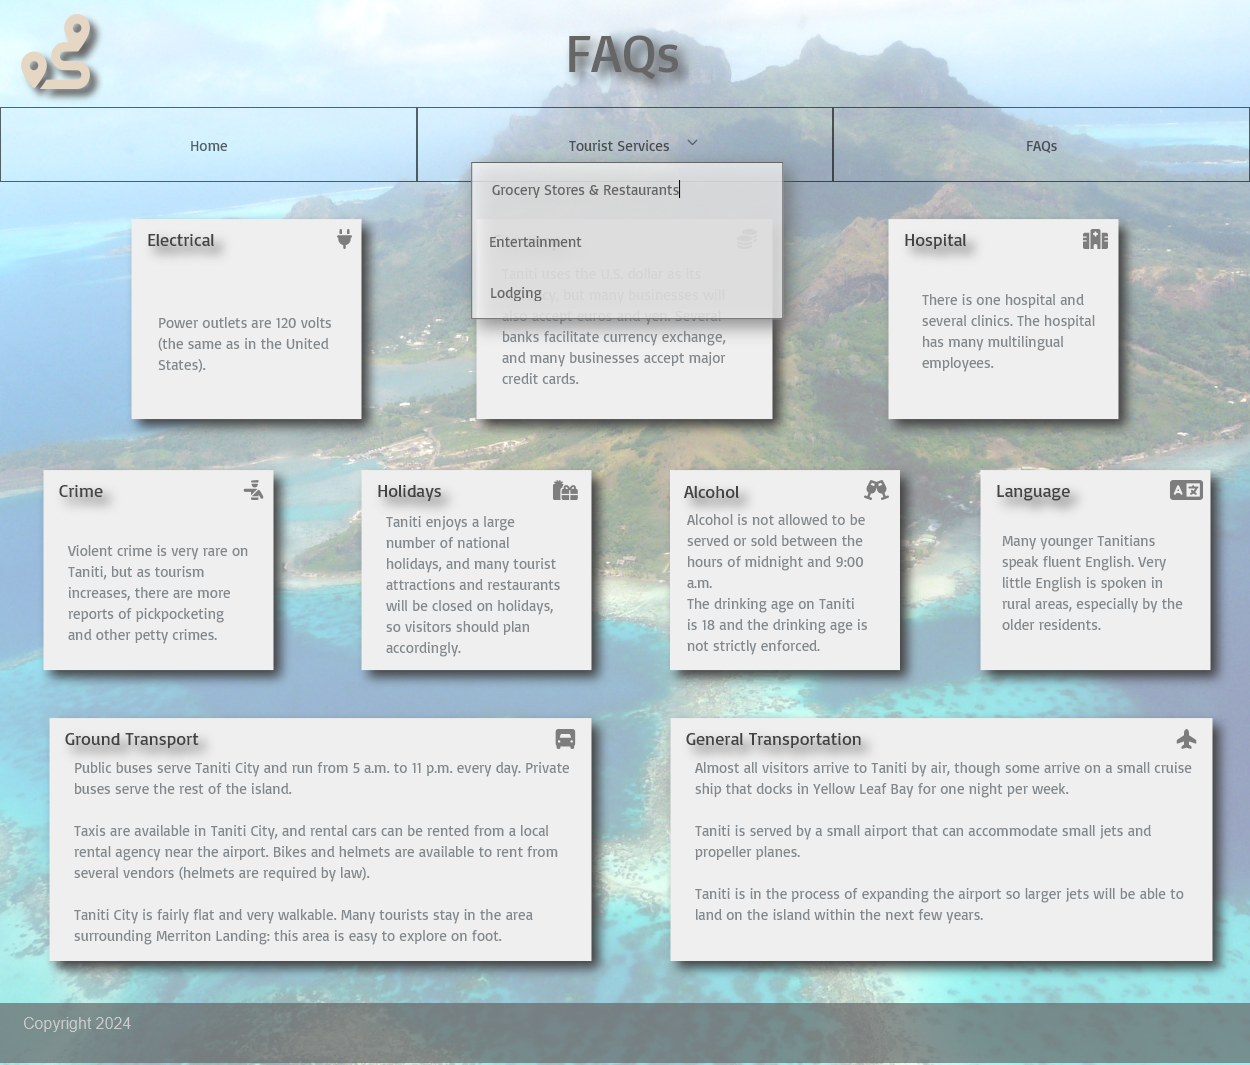 FAQs
Home
Tourist Services
FAQs
Grocery Stores & Restaurants
Entertainment
Lodging
Electrical
Power outlets are 120 volts
(the same as in the United
States).
Taniti uses the U.S. dollar as its
cy, but many businesses will
also accept euros and yen. Several
banks facilitate currency exchange,
and many businesses accept major
credit cards.
Hospital
There is one hospital and
several clinics. The hospital
has many multilingual
employees.
Crime
Violent crime is very rare on
Taniti, but as tourism
increases, there are more
reports of pickpocketing
and other petty crimes.
Holidays
Taniti enjoys a large
number of national
holidays, and many tourist
attractions and restaurants
will be closed on holidays,
so visitors should plan
accordingly.
Alcohol
Alcohol is not allowed to be
served or sold between the
hours of midnight and 9:00
a.m.
The drinking age on Taniti
is 18 and the drinking age is
not strictly enforced.
Language
Many younger Tanitians
speak fluent English. Very
little English is spoken in
rural areas, especially by the
older residents.
Ground Transport
Public buses serve Taniti City and run from 5 a.m. to 11 p.m. every day. Private
buses serve the rest of the island.
Taxis are available in Taniti City, and rental cars can be rented from a local
rental agency near the airport. Bikes and helmets are available to rent from
several vendors (helmets are required by law).
Taniti City is fairly flat and very walkable. Many tourists stay in the area
surrounding Merriton Landing: this area is easy to explore on foot.
General Transportation
Almost all visitors arrive to Taniti by air, though some arrive on a small cruise
ship that docks in Yellow Leaf Bay for one night per week.
Taniti is served by a small airport that can accommodate small jets and
propeller planes.
Taniti is in the process of expanding the airport so larger jets will be able to
land on the island within the next few years.
Copyright 2024